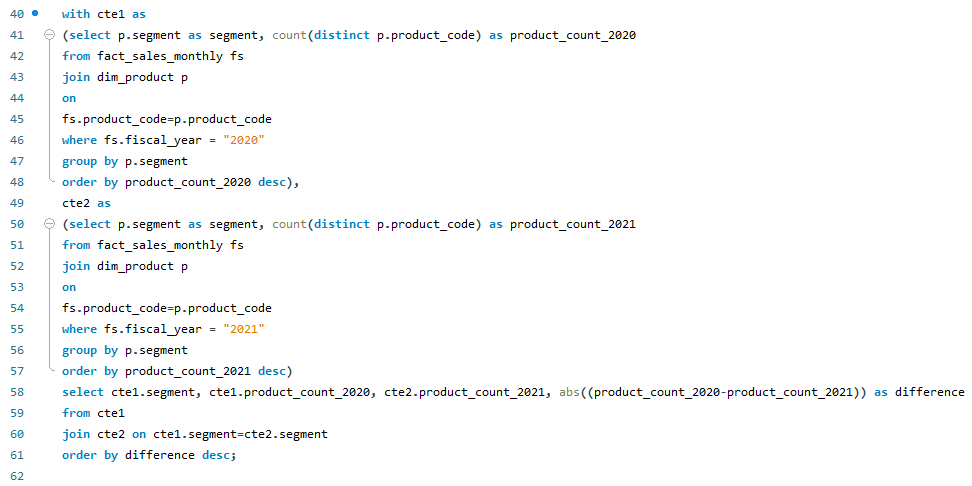 40 with cte1 as
41 (select p.segment as segment, count(distinct p.product_code) as product_count_2020
42 from fact_sales_monthly fs
43 join dim_product p
44 on
45 fs.product_code=p.product_code
46 where fs.fiscal_year = "2020"
47 group by p.segment
48 order by product_count_2020 desc),
49 cte2 as
50 (select p.segment as segment, count(distinct p.product_code) as product_count_2021
51 from fact_sales_monthly fs
52 join dim_product p
53 on
54 fs.product_code=p.product_code
55 where fs.fiscal_year = "2021"
56 group by p.segment
57 order by product_count_2021 desc)
58 select cte1.segment, cte1.product_count_2020, cte2.product_count_2021, abs((product_count_2020-product_count_2021)) as difference
59 from cte1
60 join cte2 on cte1.segment=cte2.segment
61 order by difference desc;
62